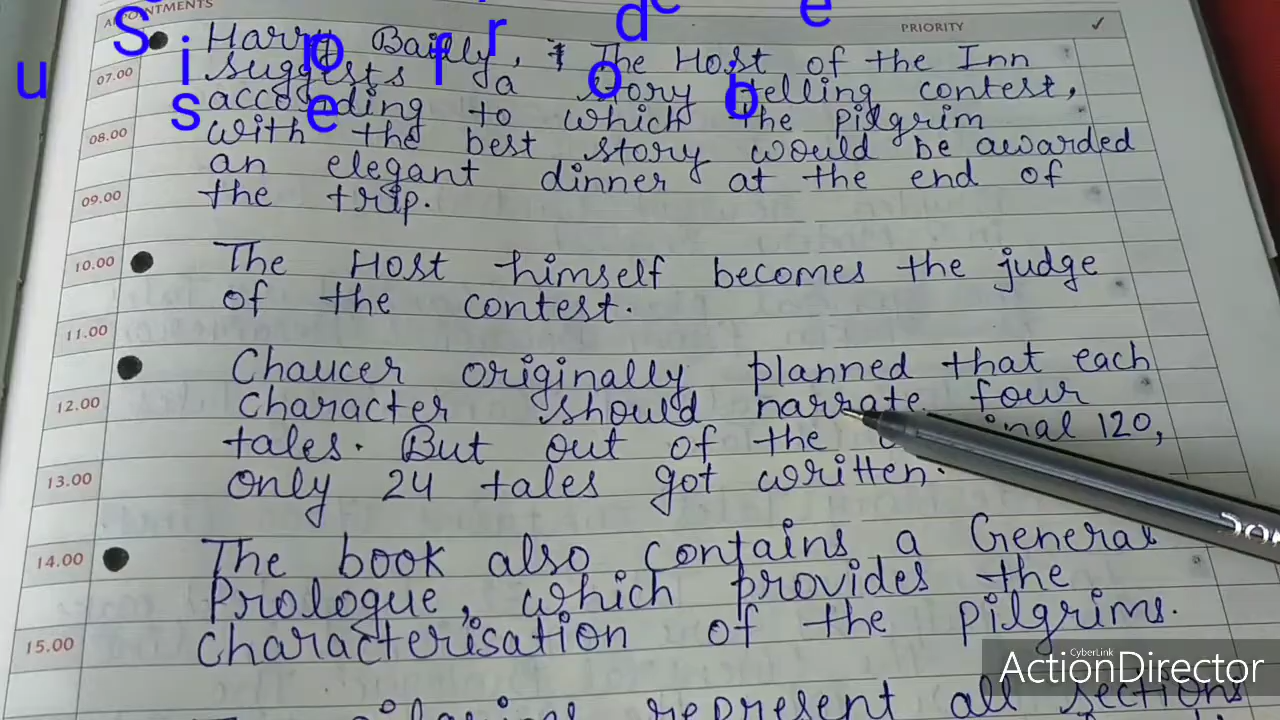 APPOINTMENTS
PRIORITY ✓
• Harry Bailly, The Host of the Inn
07.00 suggests a story telling contest,
according to which the pilgrim
08.00 with the best story would be awarded
an elegant dinner at the end of
09.00 the trip.
10.00 • The Host himself becomes the judge
of the contest.
11.00
• Chaucer originally planned that each
12.00 character should narrate four
tales. But out of the 120,
13.00 only 24 tales got written.
14.00 • The book also contains a General
Prologue, which provides the
15.00 characterisation of the pilgrims.
represent all sections
CyberLink
ActionDirector